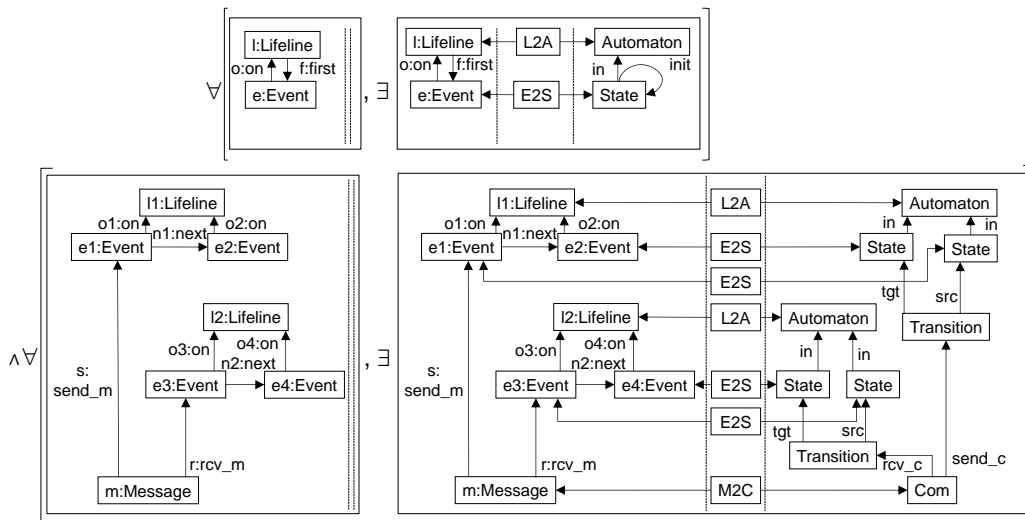 l:Lifeline l:Lifeline L2A Automaton
o:on f:first o:on f:first in init
∀ e:Event , ∃ e:Event E2S State
l1:Lifeline l1:Lifeline L2A Automaton
o1:on o2:on o1:on o2:on in in
n1:next n1:next
e1:Event e2:Event e1:Event e2:Event E2S State State
E2S
tgt src
l2:Lifeline l2:Lifeline L2A Automaton Transition
o3:on o4:on o3:on o4:on in in
∧∀ s: , ∃ s: n2:next
send_m e3:Event e4:Event send_m e3:Event e4:Event E2S State State
E2S
tgt src
r:rcv_m r:rcv_m Transition rcv_c send_c
m:Message m:Message M2C Com